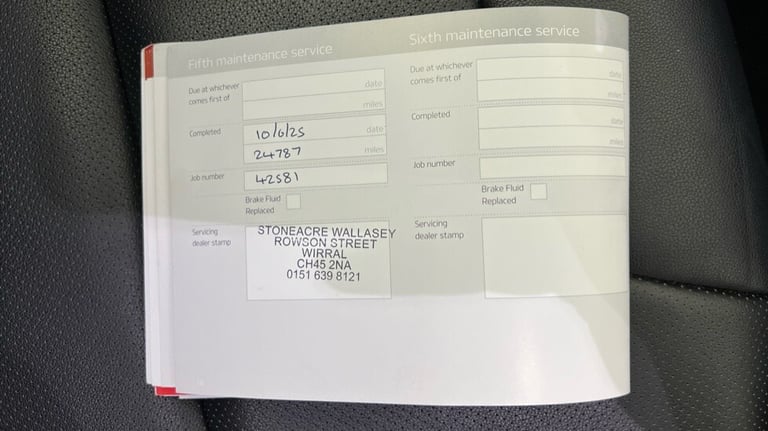 Fifth maintenance service
Due at whichever
comes first of
date
miles
Completed
10/6/25
date
24787
miles
Job number
42581
Brake Fluid
Replaced
Servicing
dealer stamp
STONEACRE WALLASEY
ROWSON STREET
WIRRAL
CH45 2NA
0151 639 8121
Sixth maintenance service
Due at whichever
comes first of
date
miles
Completed
date
miles
Job number
Brake Fluid
Replaced
Servicing
dealer stamp